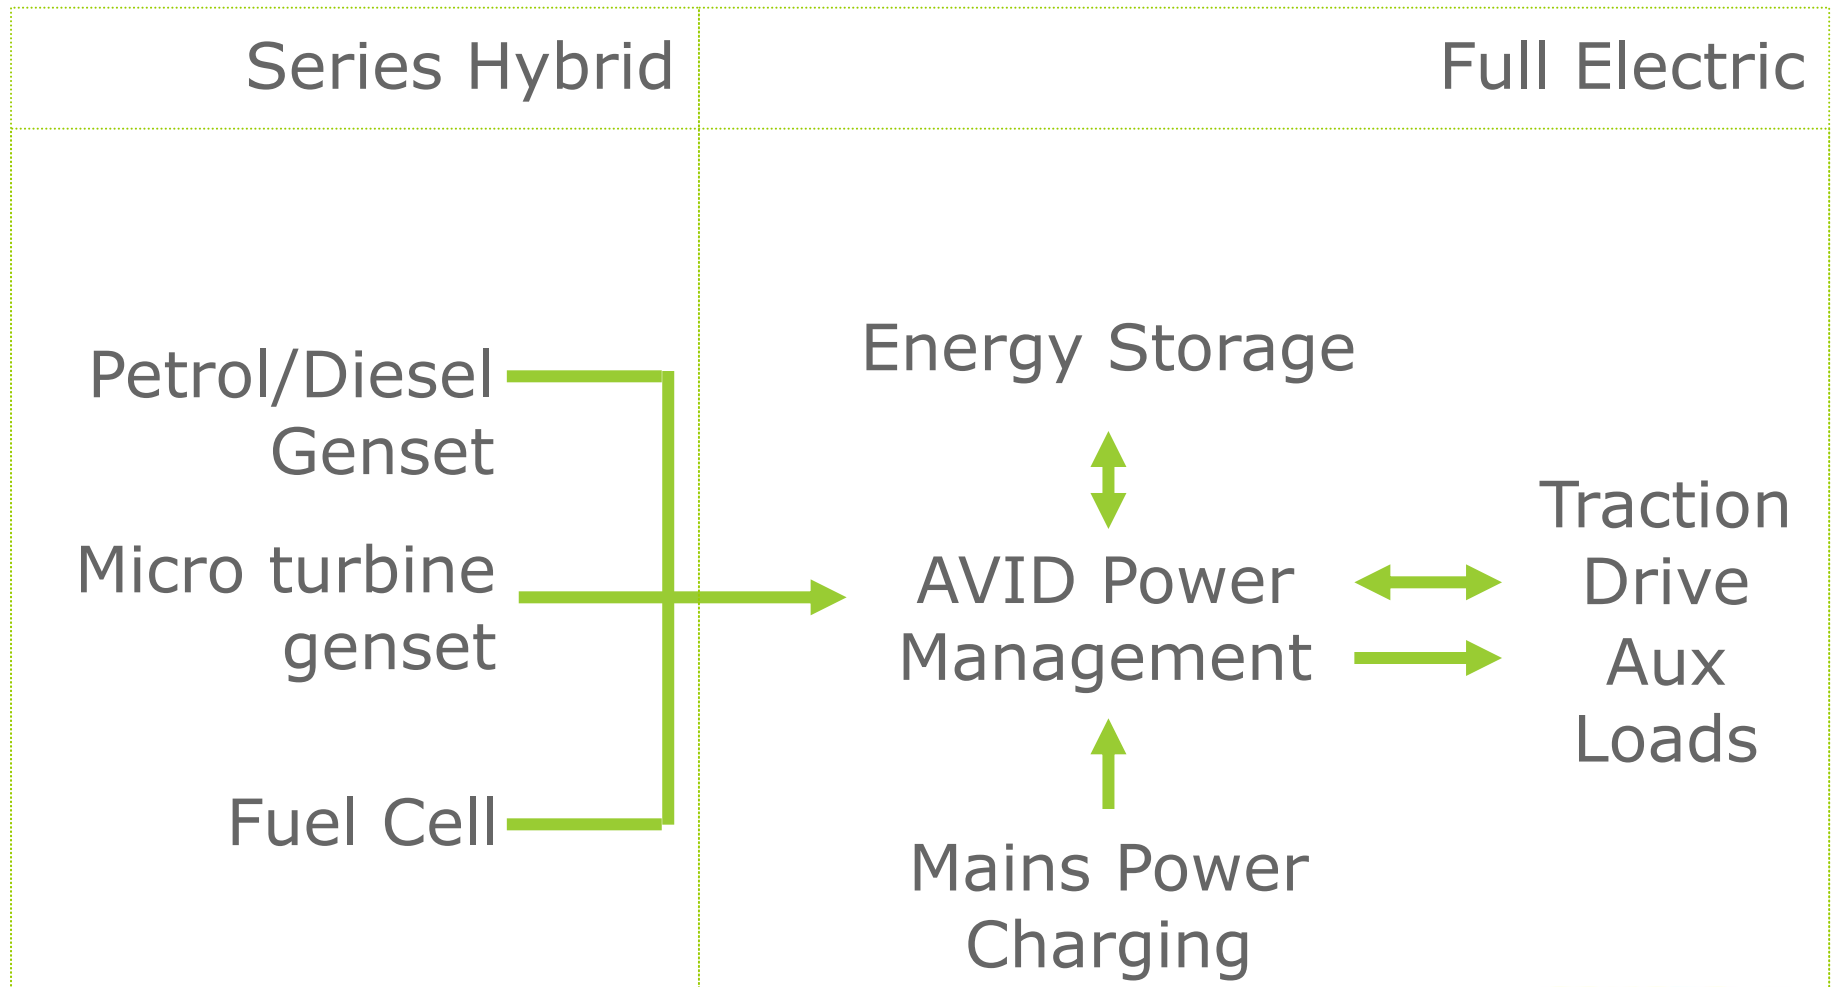 Series Hybrid
Full Electric
Petrol/Diesel
Genset
Micro turbine
genset
Fuel Cell
Energy Storage
AVID Power
Management
Mains Power
Charging
Traction
Drive
Aux
Loads